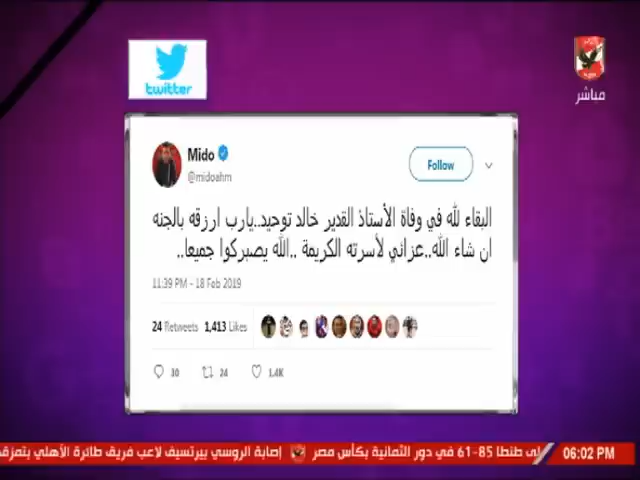 twitter
مباشر
Mido
@midoahm
Follow
البقاء لله في وفاة الأستاذ القدير خالد توحيد..يارب ارزقه بالجنه
ان شاء الله..عزائي لأسرته الكريمة ..الله يصبركوا جميعا..
11:39 PM - 18 Feb 2019
24 Retweets 1,413 Likes
30 24 1.4K
لى طنطا 85-61 في دور الثمانية بكأس مصر إصابة الروسي بيرتسيف لاعب فريق طائرة الأهلي بتمزق
06:02 PM